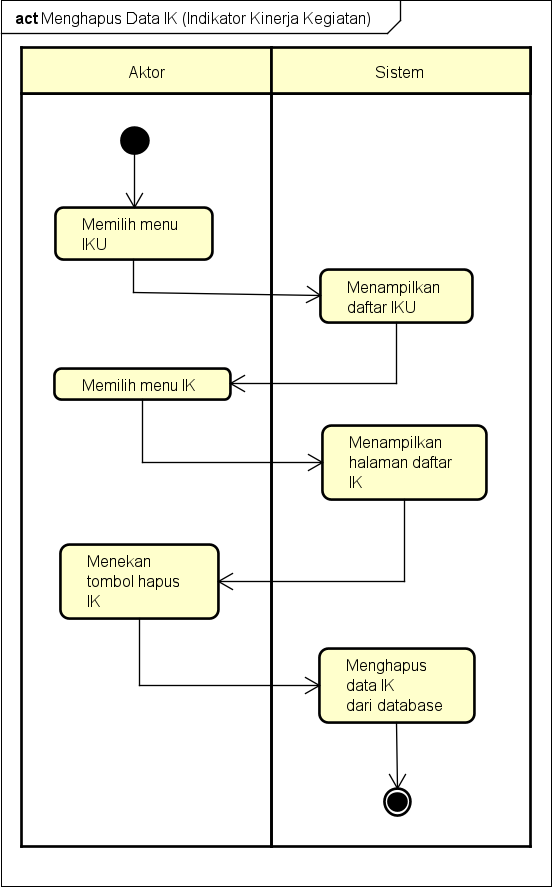 act Menghapus Data IK (Indikator Kinerja Kegiatan)
Aktor
Sistem
Memilih menu
IKU
Menampilkan
daftar IKU
Memilih menu IK
Menampilkan
halaman daftar
IK
Menekan
tombol hapus
IK
Menghapus
data IK
dari database